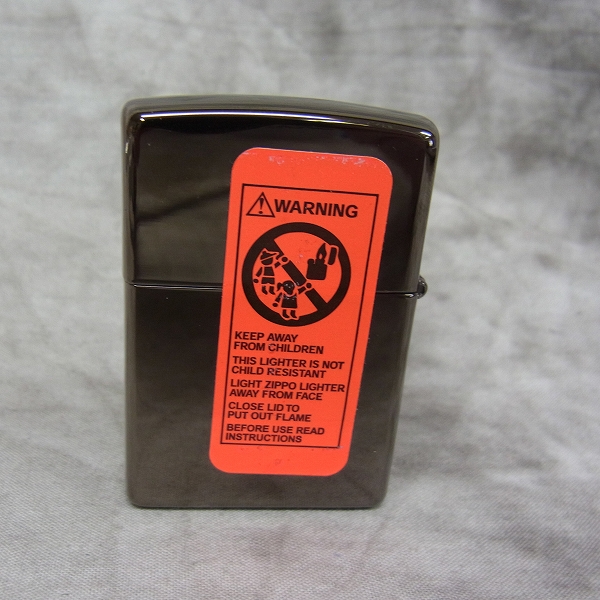 WARNING
KEEP AWAY
FROM CHILDREN
THIS LIGHTER IS NOT
CHILD RESISTANT
LIGHT ZIPPO LIGHTER
AWAY FROM FACE
CLOSE LID TO
PUT OUT FLAME
BEFORE USE READ
INSTRUCTIONS